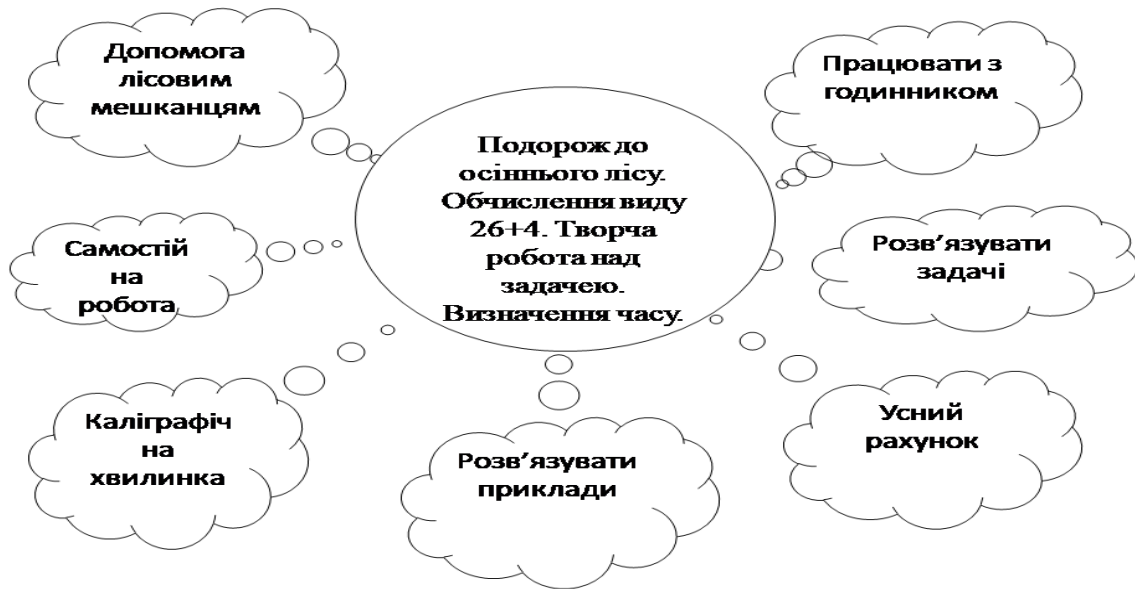 Допомога
лісовим
мешканцям
Працювати з
годинником
Подорож до
осіннього лісу.
Обчислення виду
26+4. Творча
робота над
задачею.
Визначення часу.
Самостій
на
робота
Розв’язувати
задачі
Каліграфіч
на
хвилинка
Розв’язувати
приклади
Усний
рахунок